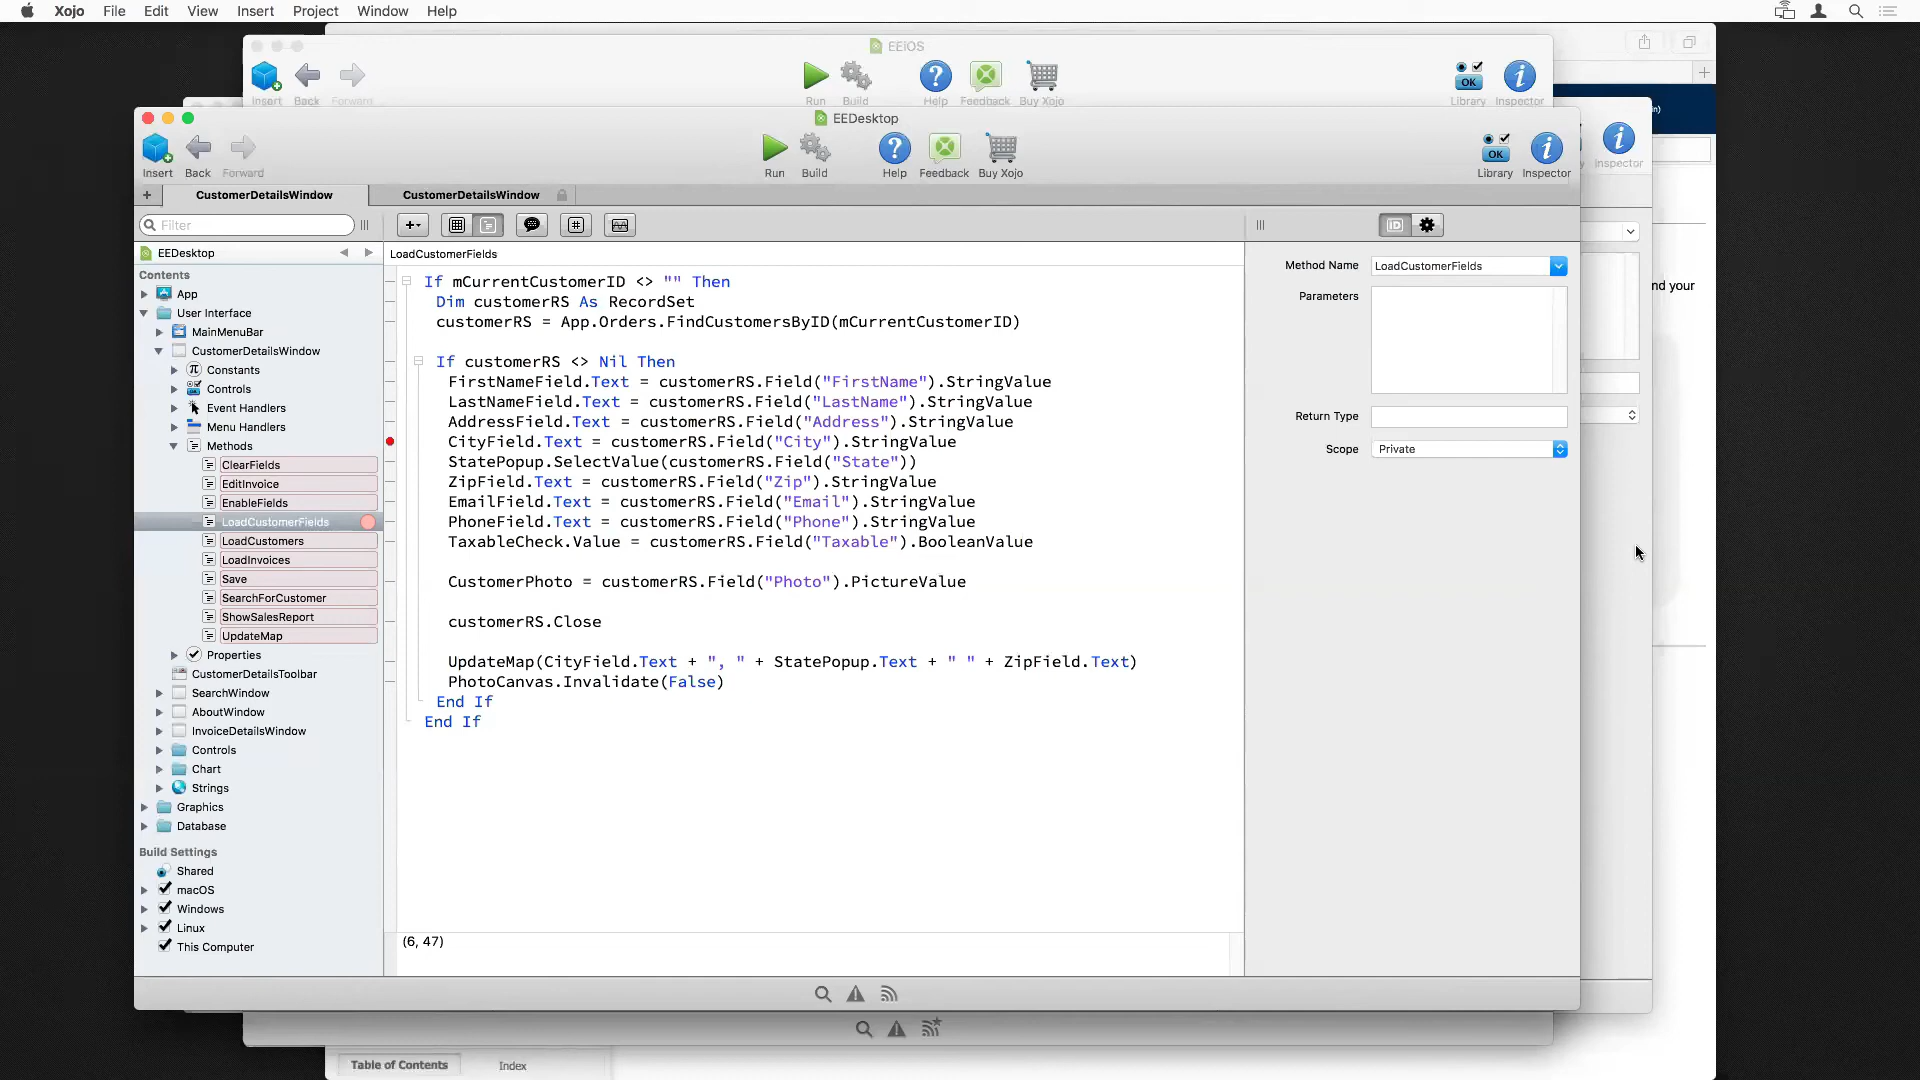 Xojo File Edit View Insert Project Window Help
EEiOS
Insert Back Forward Run Build Help Feedback Buy Xojo OK Library Inspector
EEDesktop
Insert Back Forward Run Build Help Feedback Buy Xojo OK Library Inspector
Inspector
CustomerDetailsWindow CustomerDetailsWindow
Filter
ID
EEDesktop
LoadCustomerFields
Contents
App
User Interface
MainMenuBar
CustomerDetailsWindow
Constants
Controls
Event Handlers
Menu Handlers
Methods
ClearFields
EditInvoice
EnableFields
LoadCustomerFields
LoadCustomers
LoadInvoices
Save
SearchForCustomer
ShowSalesReport
UpdateMap
Properties
CustomerDetailsToolbar
SearchWindow
AboutWindow
InvoiceDetailsWindow
Controls
Chart
Strings
Graphics
Database
Build Settings
Shared
macOS
Windows
Linux
This Computer
If mCurrentCustomerID <> "" Then
Dim customerRS As RecordSet
customerRS = App.Orders.FindCustomersByID(mCurrentCustomerID)
If customerRS <> Nil Then
FirstNameField.Text = customerRS.Field("FirstName").StringValue
LastNameField.Text = customerRS.Field("LastName").StringValue
AddressField.Text = customerRS.Field("Address").StringValue
CityField.Text = customerRS.Field("City").StringValue
StatePopup.SelectValue(customerRS.Field("State"))
ZipField.Text = customerRS.Field("Zip").StringValue
EmailField.Text = customerRS.Field("Email").StringValue
PhoneField.Text = customerRS.Field("Phone").StringValue
TaxableCheck.Value = customerRS.Field("Taxable").BooleanValue
CustomerPhoto = customerRS.Field("Photo").PictureValue
customerRS.Close
UpdateMap(CityField.Text + ", " + StatePopup.Text + " " + ZipField.Text)
PhotoCanvas.Invalidate(False)
End If
End If
(6, 47)
Method Name LoadCustomerFields
Parameters
Return Type
Scope Private
nd your
Table of Contents Index